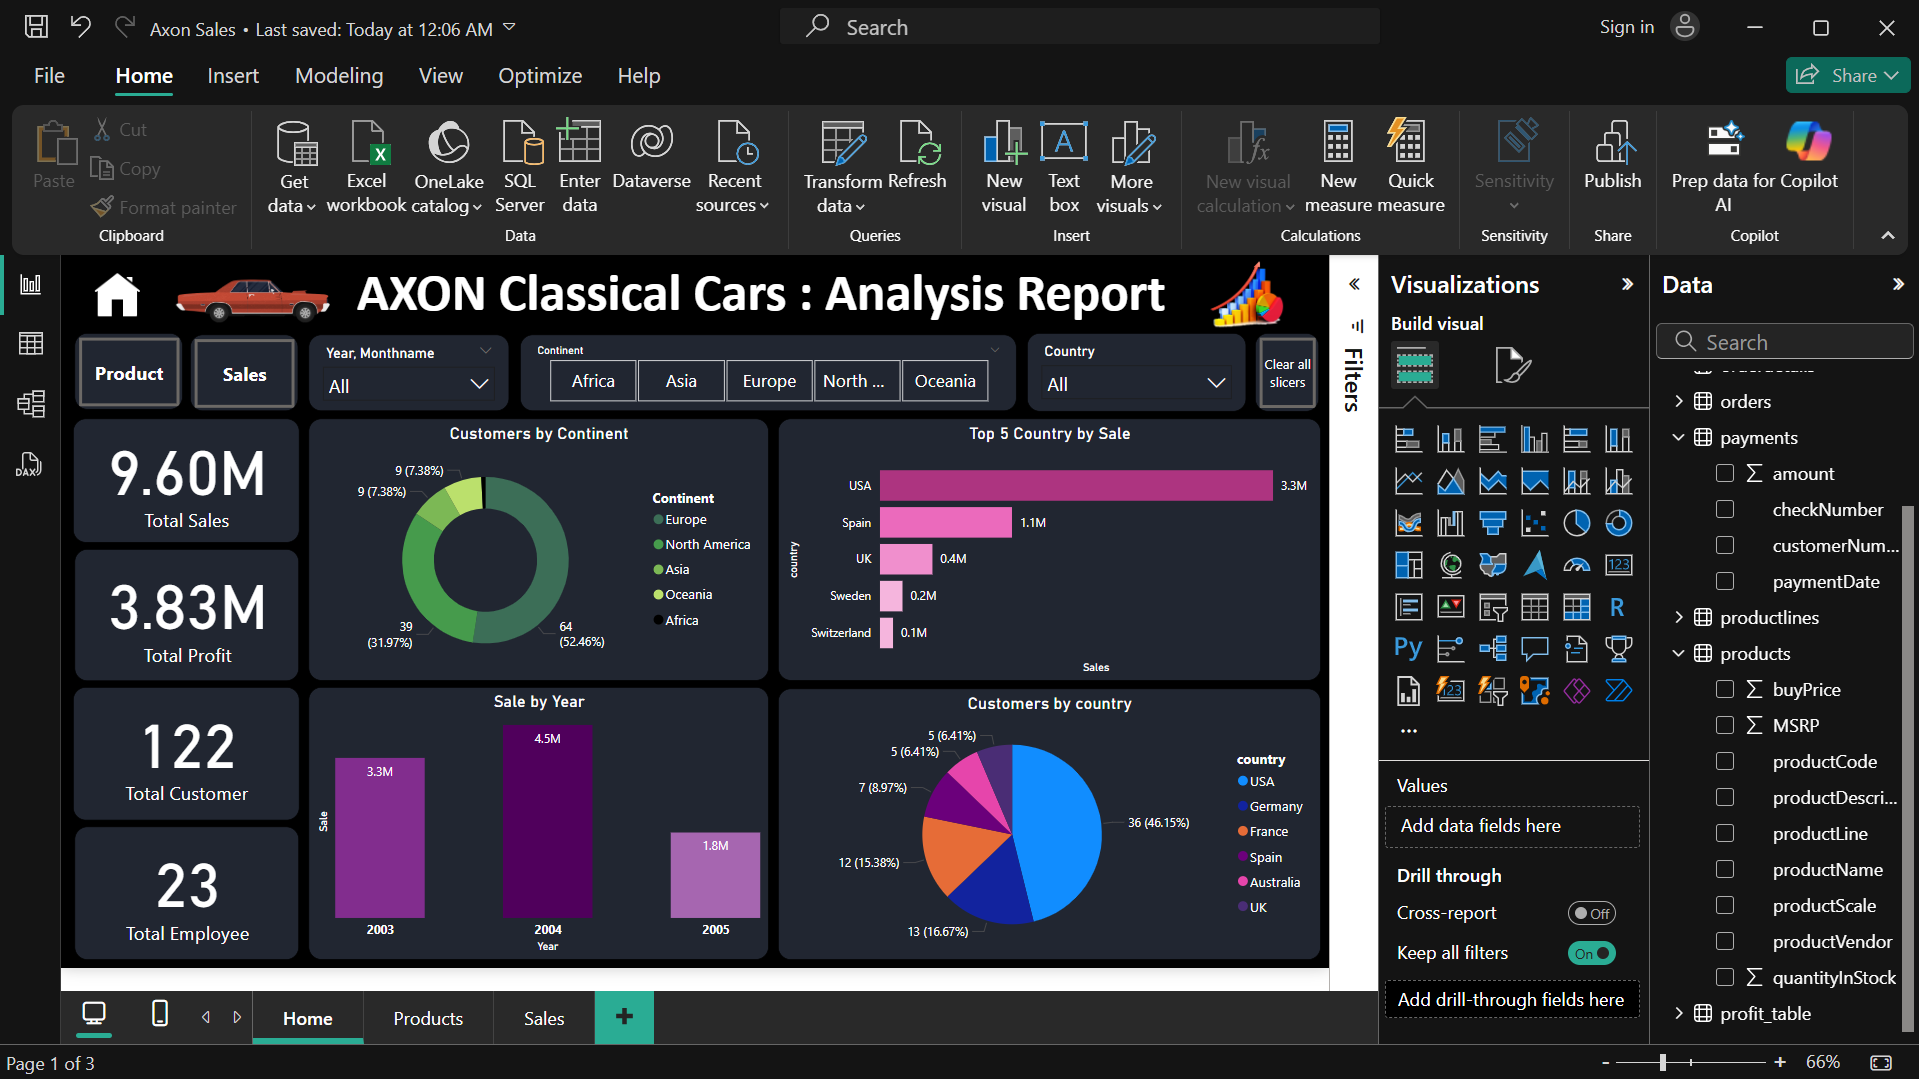 Axon Sales • Last saved: Today at 12:06 AM
Search
Sign in
File
Home
Insert
Modeling
View
Optimize
Help
Share
Paste
Cut
Copy
Format painter
Clipboard
Get data
Excel workbook
OneLake catalog
SQL Server
Enter data
Dataverse
Recent sources
Data
Transform data
Refresh
Queries
New visual
Text box
More visuals
Insert
New visual calculation
New measure
Quick measure
Calculations
Sensitivity
Sensitivity
Publish
Share
Prep data for AI
Copilot
Copilot
AXON Classical Cars : Analysis Report
Product
Sales
Year, Monthname
All
Continent
Africa
Asia
Europe
North ...
Oceania
Country
All
Clear all slicers
9.60M
Total Sales
3.83M
Total Profit
122
Total Customer
23
Total Employee
Customers by Continent
9 (7.38%)
9 (7.38%)
39
(31.97%)
64
(52.46%)
Continent
Europe
North America
Asia
Oceania
Africa
Top 5 Country by Sale
country
USA
3.3M
Spain
1.1M
UK
0.4M
Sweden
0.2M
Switzerland
0.1M
Sales
Sale by Year
Sale
3.3M
4.5M
1.8M
2003
2004
2005
Year
Customers by country
5 (6.41%)
5 (6.41%)
7 (8.97%)
12 (15.38%)
13 (16.67%)
36 (46.15%)
country
USA
Germany
France
Spain
Australia
UK
Filters
Visualizations
Build visual
123
R
Py
123
...
Values
Add data fields here
Drill through
Cross-report
Off
Keep all filters
On
Add drill-through fields here
Data
Search
orders
payments
amount
checkNumber
customerNum...
paymentDate
productlines
products
buyPrice
MSRP
productCode
productDescri...
productLine
productName
productScale
productVendor
quantityInStock
profit_table
DAX
Home
Products
Sales
Page 1 of 3
66%